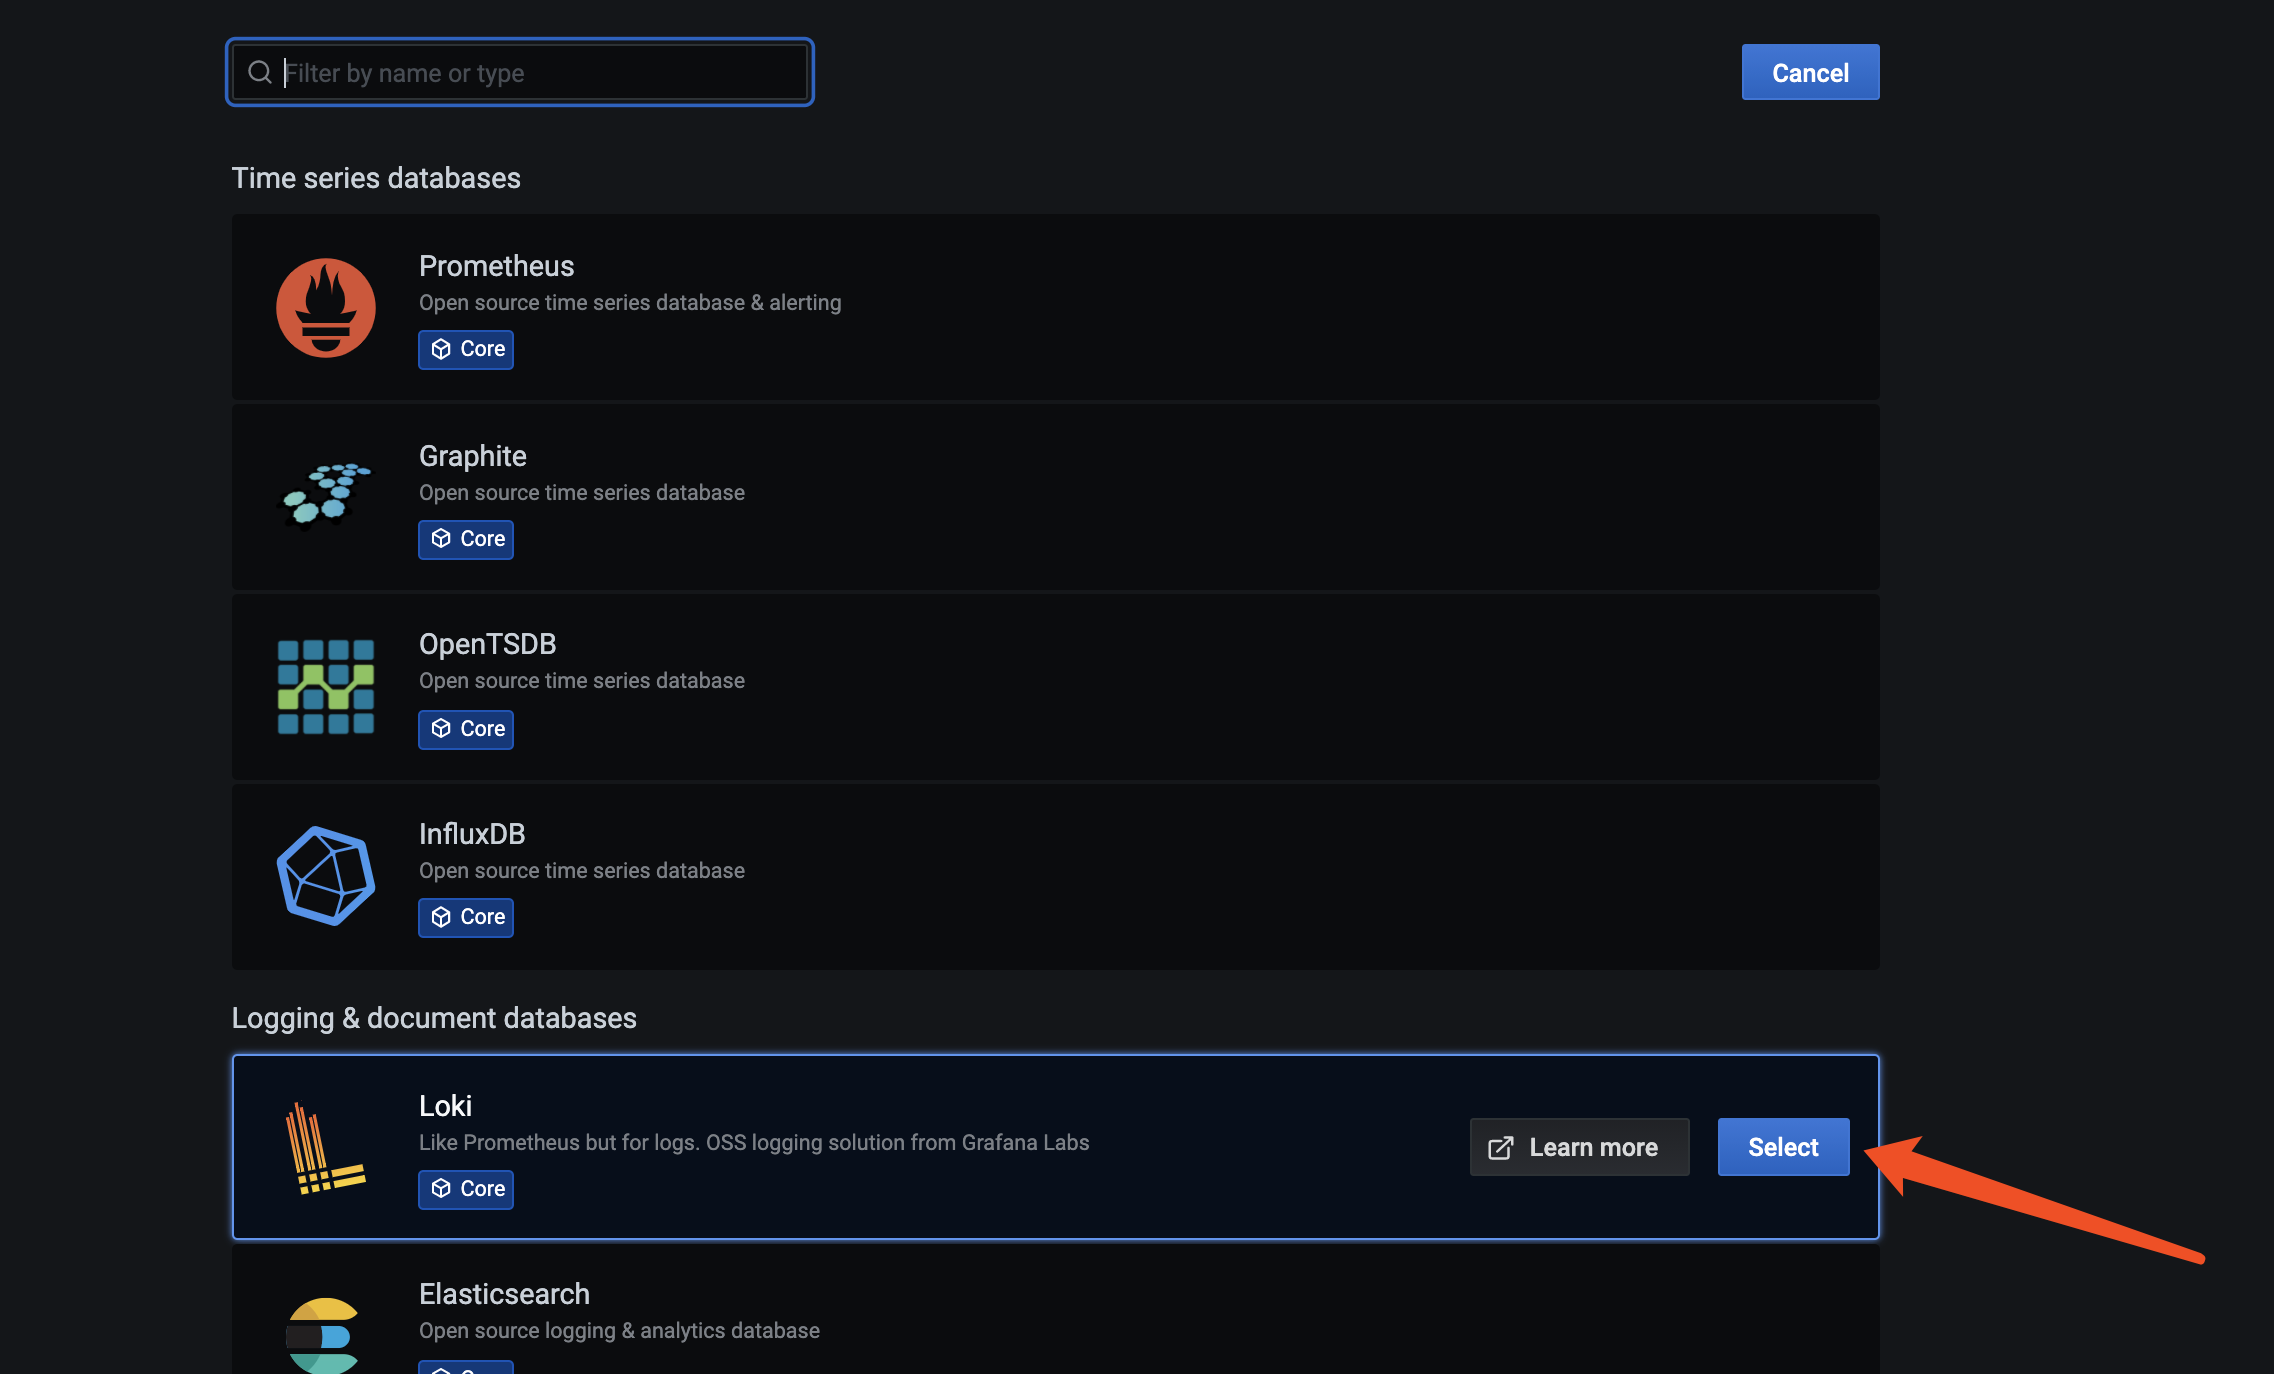 Filter by name or type
Cancel
Time series databases
Prometheus
Open source time series database & alerting
Core
Graphite
Open source time series database
Core
OpenTSDB
Open source time series database
Core
InfluxDB
Open source time series database
Core
Logging & document databases
Loki
Like Prometheus but for logs. OSS logging solution from Grafana Labs
Core
Learn more
Select
Elasticsearch
Open source logging & analytics database